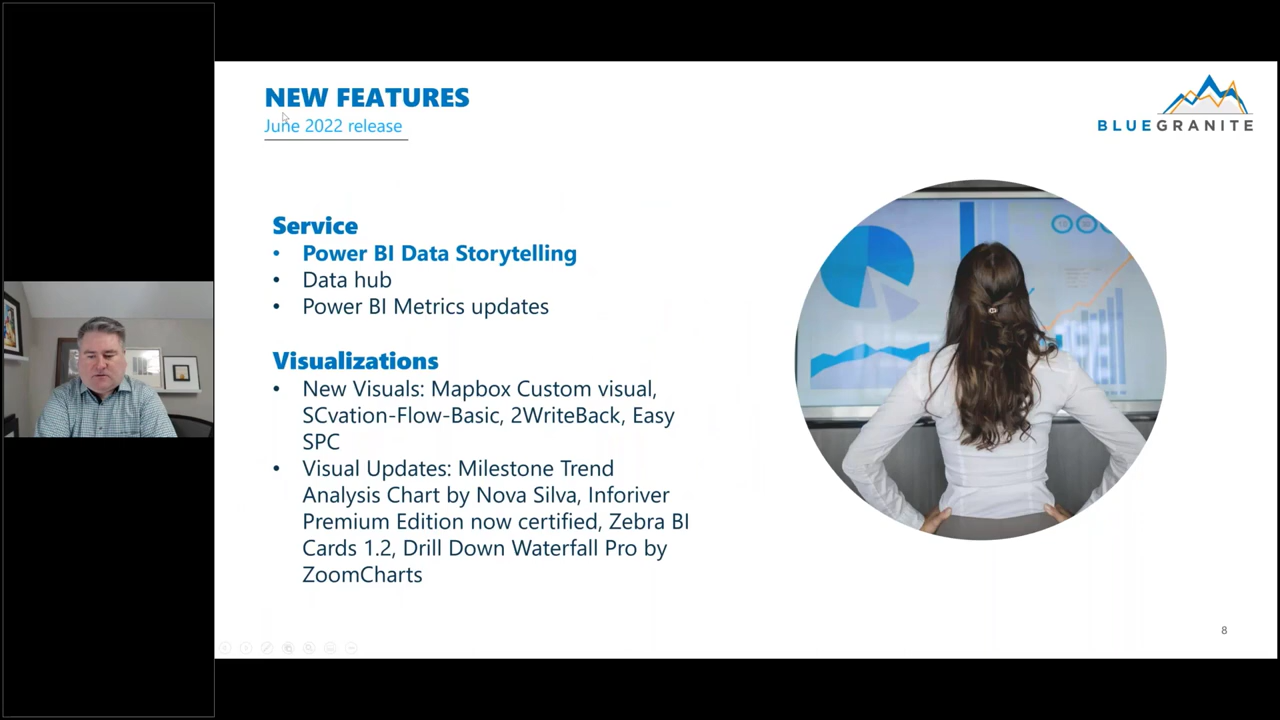 NEW FEATURES
June 2022 release
BLUEGRANITE
Service
• Power BI Data Storytelling
• Data hub
• Power BI Metrics updates
Visualizations
• New Visuals: Mapbox Custom visual,
SCvation-Flow-Basic, 2WriteBack, Easy
SPC
• Visual Updates: Milestone Trend
Analysis Chart by Nova Silva, Inforiver
Premium Edition now certified, Zebra BI
Cards 1.2, Drill Down Waterfall Pro by
ZoomCharts
8